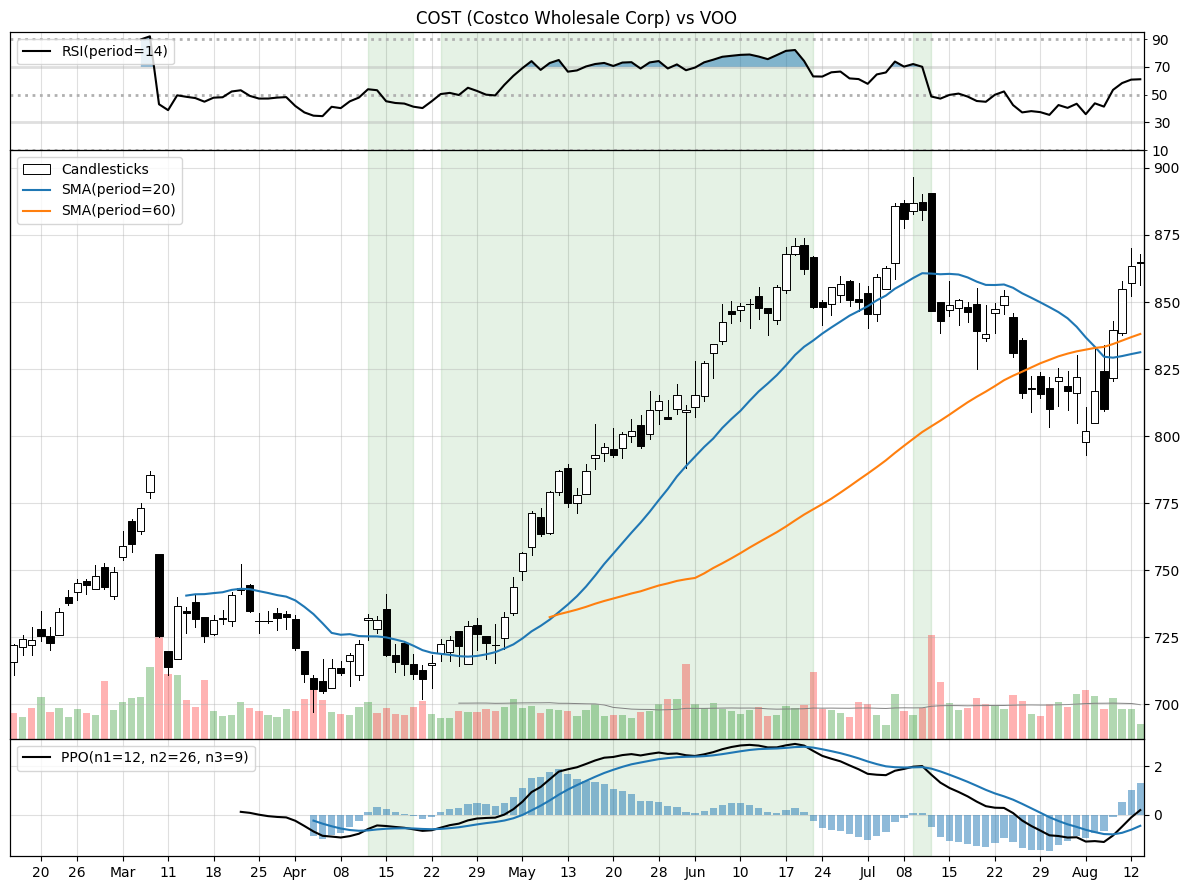 COST (Costco Wholesale Corp) vs VOO
RSI(period=14)
90
70
50
30
10
Candlesticks
SMA(period=20)
SMA(period=60)
900
875
850
825
800
775
750
725
700
PPO(n1=12, n2=26, n3=9)
2
0
20 26 Mar 11 18 25 Apr 08 15 22 29 May 13 20 28 Jun 10 17 24 Jul 08 15 22 29 Aug 12